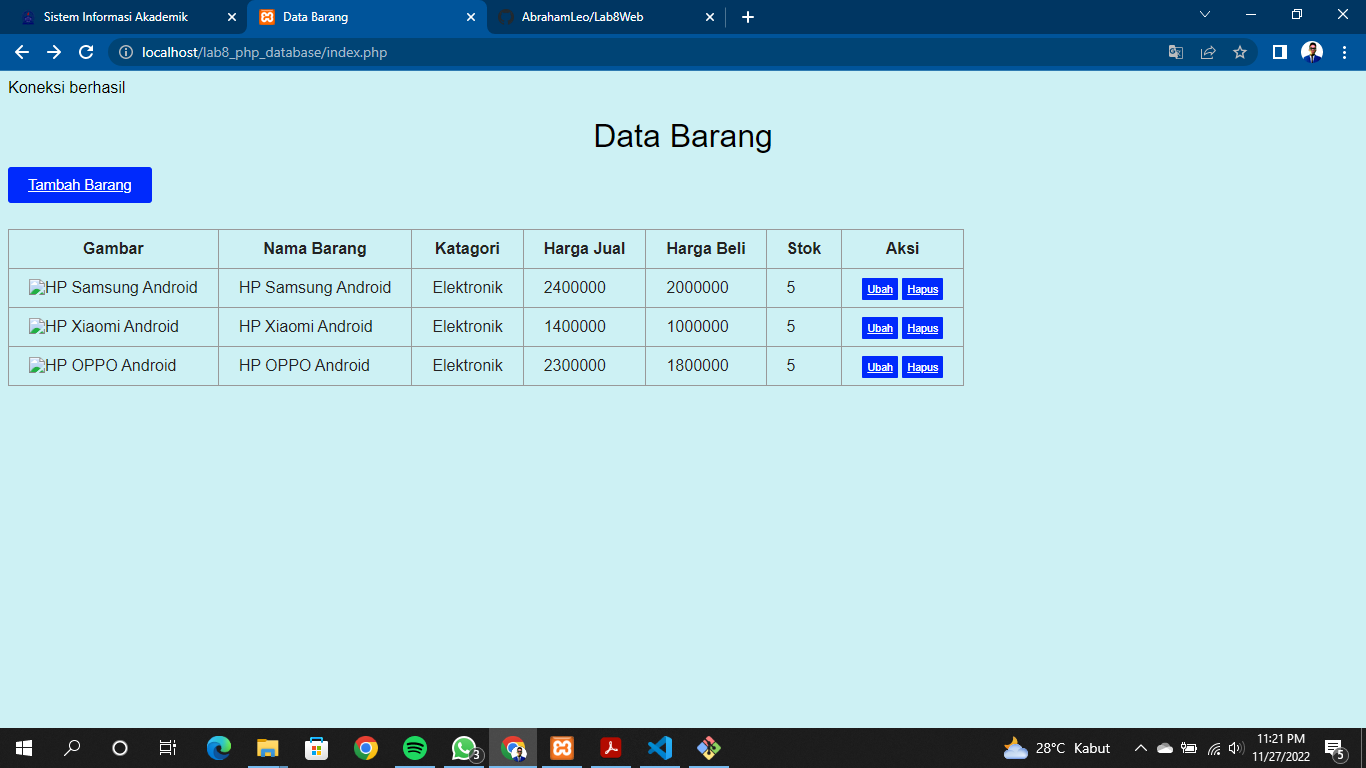 Sistem Informasi Akademik
Data Barang
AbrahamLeo/Lab8Web
localhost/lab8_php_database/index.php
Koneksi berhasil
Data Barang
Tambah Barang
Gambar Nama Barang Katagori Harga Jual Harga Beli Stok Aksi
HP Samsung Android HP Samsung Android Elektronik 2400000 2000000 5 Ubah Hapus
HP Xiaomi Android HP Xiaomi Android Elektronik 1400000 1000000 5 Ubah Hapus
HP OPPO Android HP OPPO Android Elektronik 2300000 1800000 5 Ubah Hapus
3
28°C Kabut
11:21 PM
11/27/2022
5